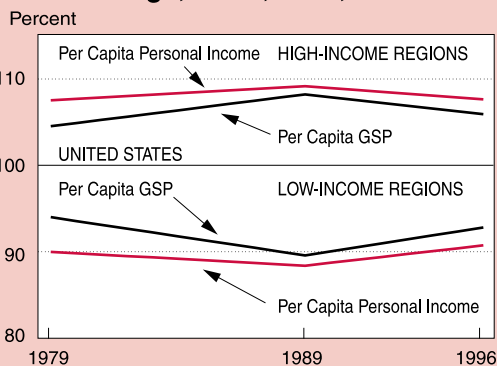 Percent
Per Capita Personal Income
HIGH-INCOME REGIONS
110
Per Capita GSP
100
UNITED STATES
Per Capita GSP
LOW-INCOME REGIONS
90
Per Capita Personal Income
80
1979
1989
1996